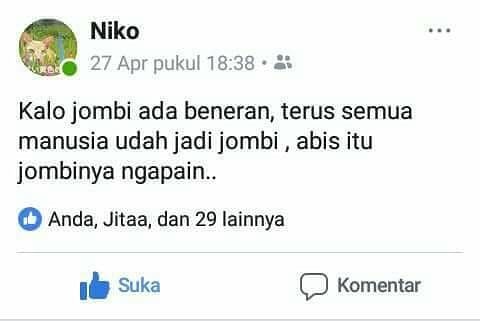 Niko
27 Apr pukul 18:38
Kalo jombi ada beneran, terus semua
manusia udah jadi jombi , abis itu
jombinya ngapain..
Anda, Jitaa, dan 29 lainnya
Suka
Komentar